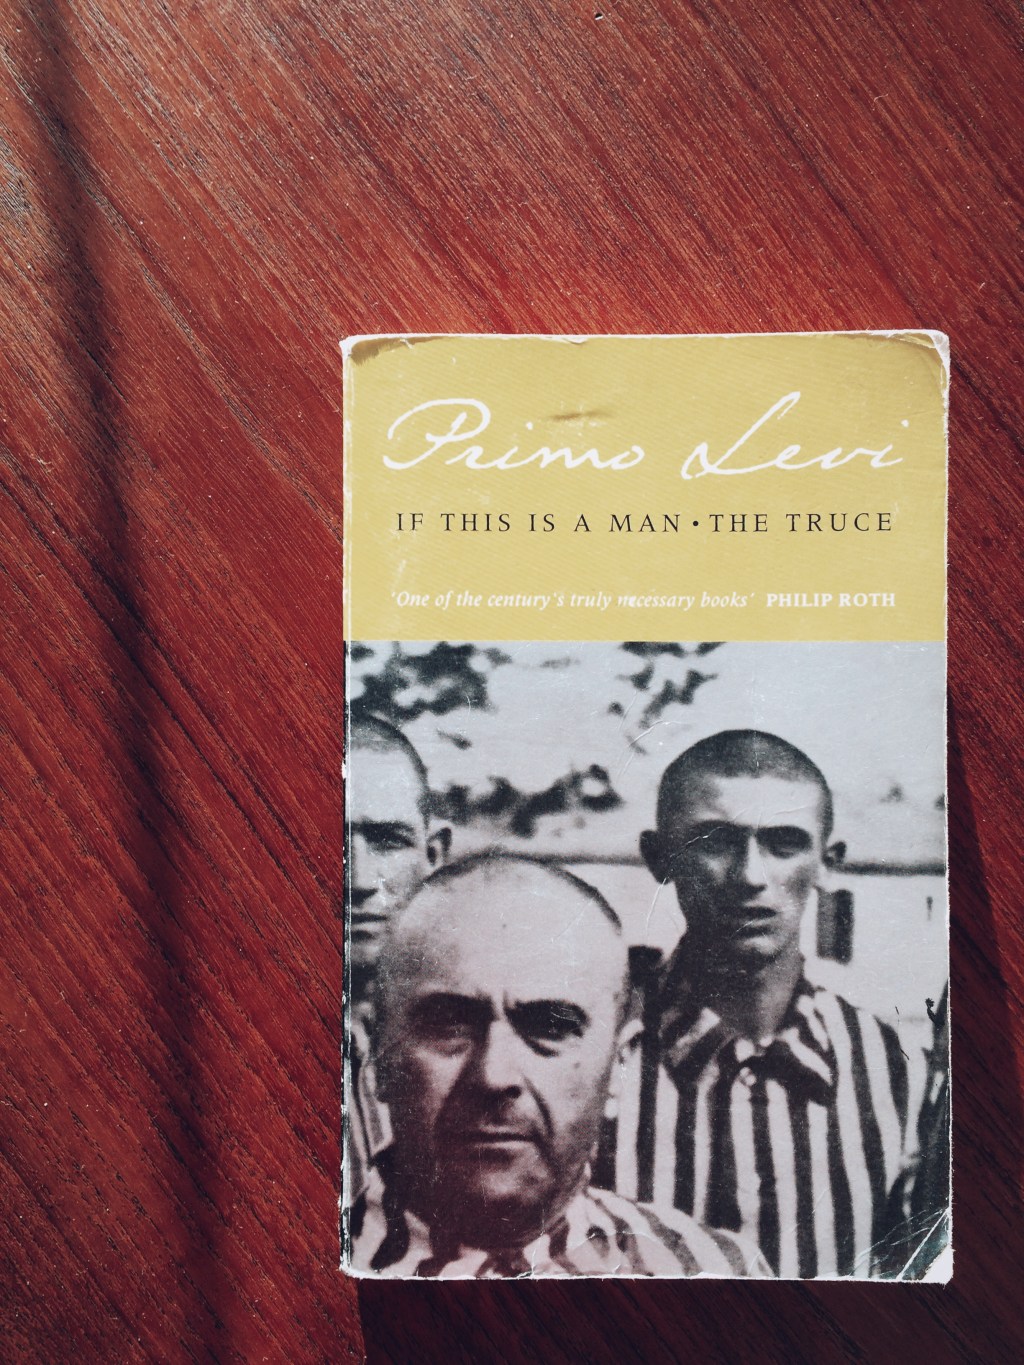 Primo Levi
IF THIS IS A MAN • THE TRUCE
'One of the century's truly necessary books' PHILIP ROTH